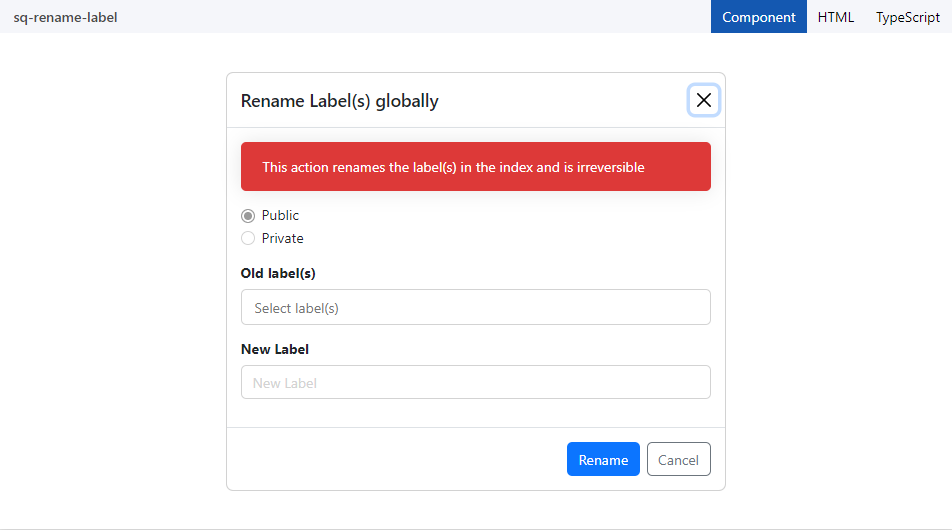 sq-rename-label Component HTML TypeScript
Rename Label(s) globally
This action renames the label(s) in the index and is irreversible
Public
Private
Old label(s)
Select label(s)
New Label
New Label
Rename Cancel